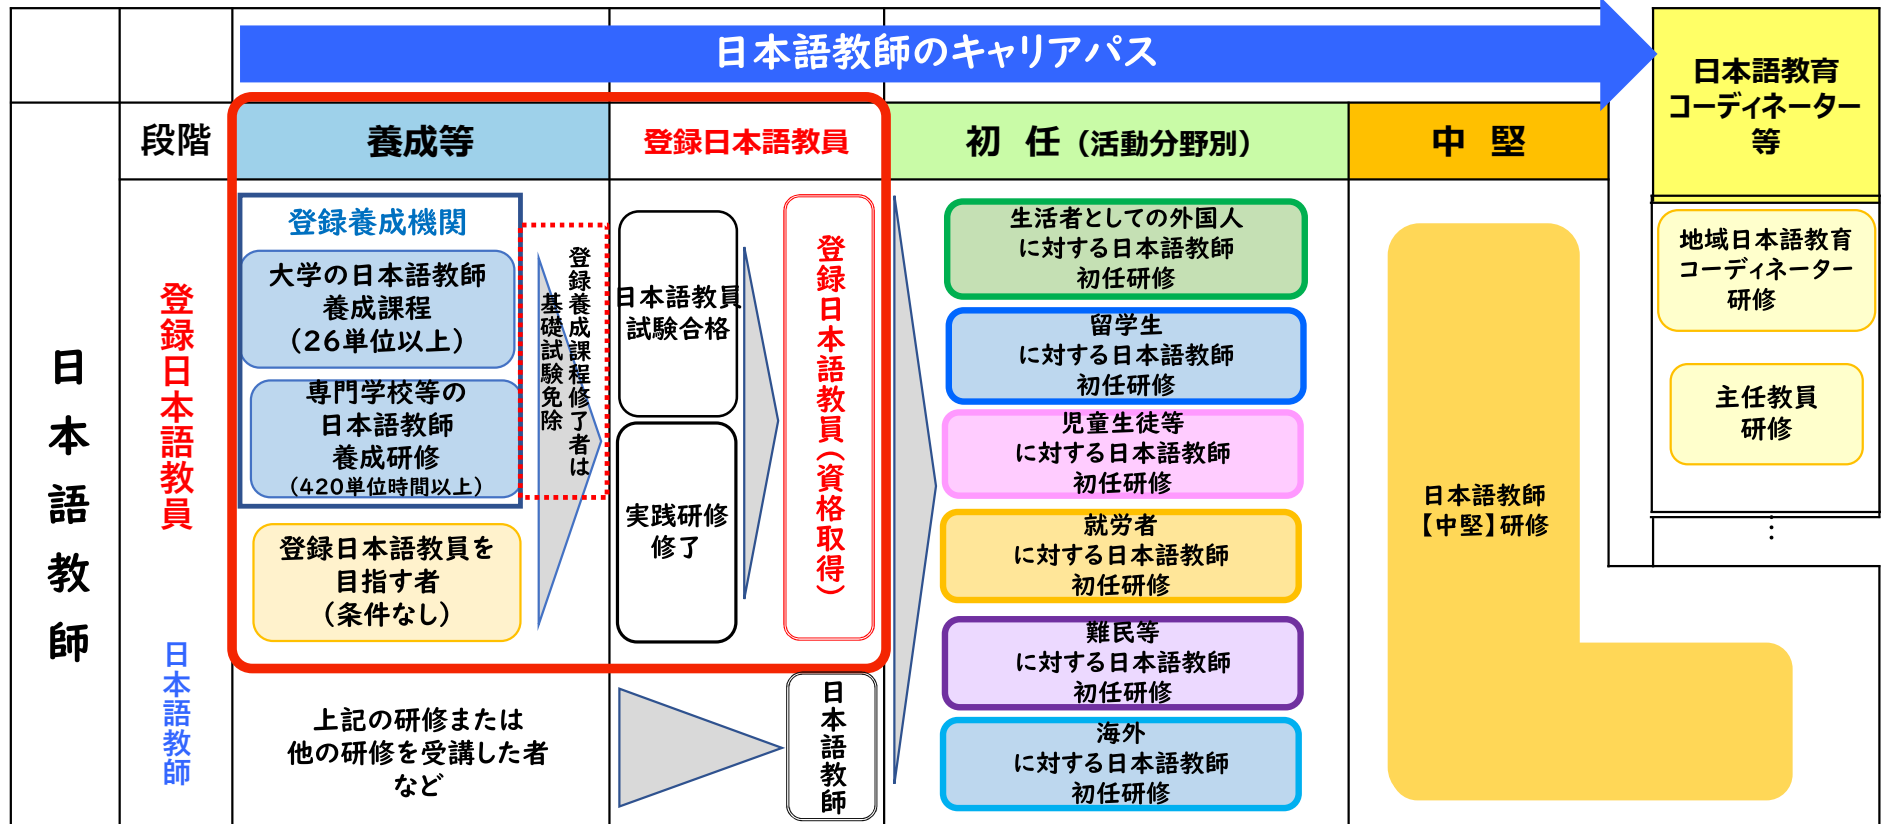 日本語教師のキャリアパス
日本語教育
コーディネーター
等
段階
養成等
登録日本語教員
初 任（活動分野別）
中 堅
日本語教師
登録日本語教員
日本語教師
登録養成機関
大学の日本語教師
養成課程
（26単位以上）
専門学校等の
日本語教師
養成研修
（420単位時間以上）
登録日本語教員を
目指す者
（条件なし）
登録養成課程修了者は
基礎試験免除
日本語教員
試験合格
実践研修
修了
登録日本語教員（資格取得）
上記の研修または
他の研修を受講した者
など
日本語教師
生活者としての外国人
に対する日本語教師
初任研修
留学生
に対する日本語教師
初任研修
児童生徒等
に対する日本語教師
初任研修
就労者
に対する日本語教師
初任研修
難民等
に対する日本語教師
初任研修
海外
に対する日本語教師
初任研修
日本語教師
【中堅】研修
地域日本語教育
コーディネーター
研修
主任教員
研修
⋮